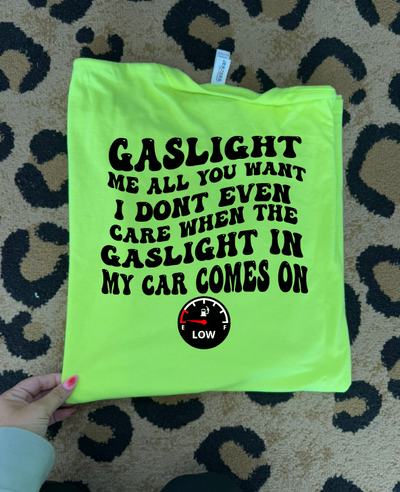 GASLIGHT
ME ALL YOU WANT
I DONT EVEN
CARE WHEN THE
GASLIGHT IN
MY CAR COMES ON
E F
LOW